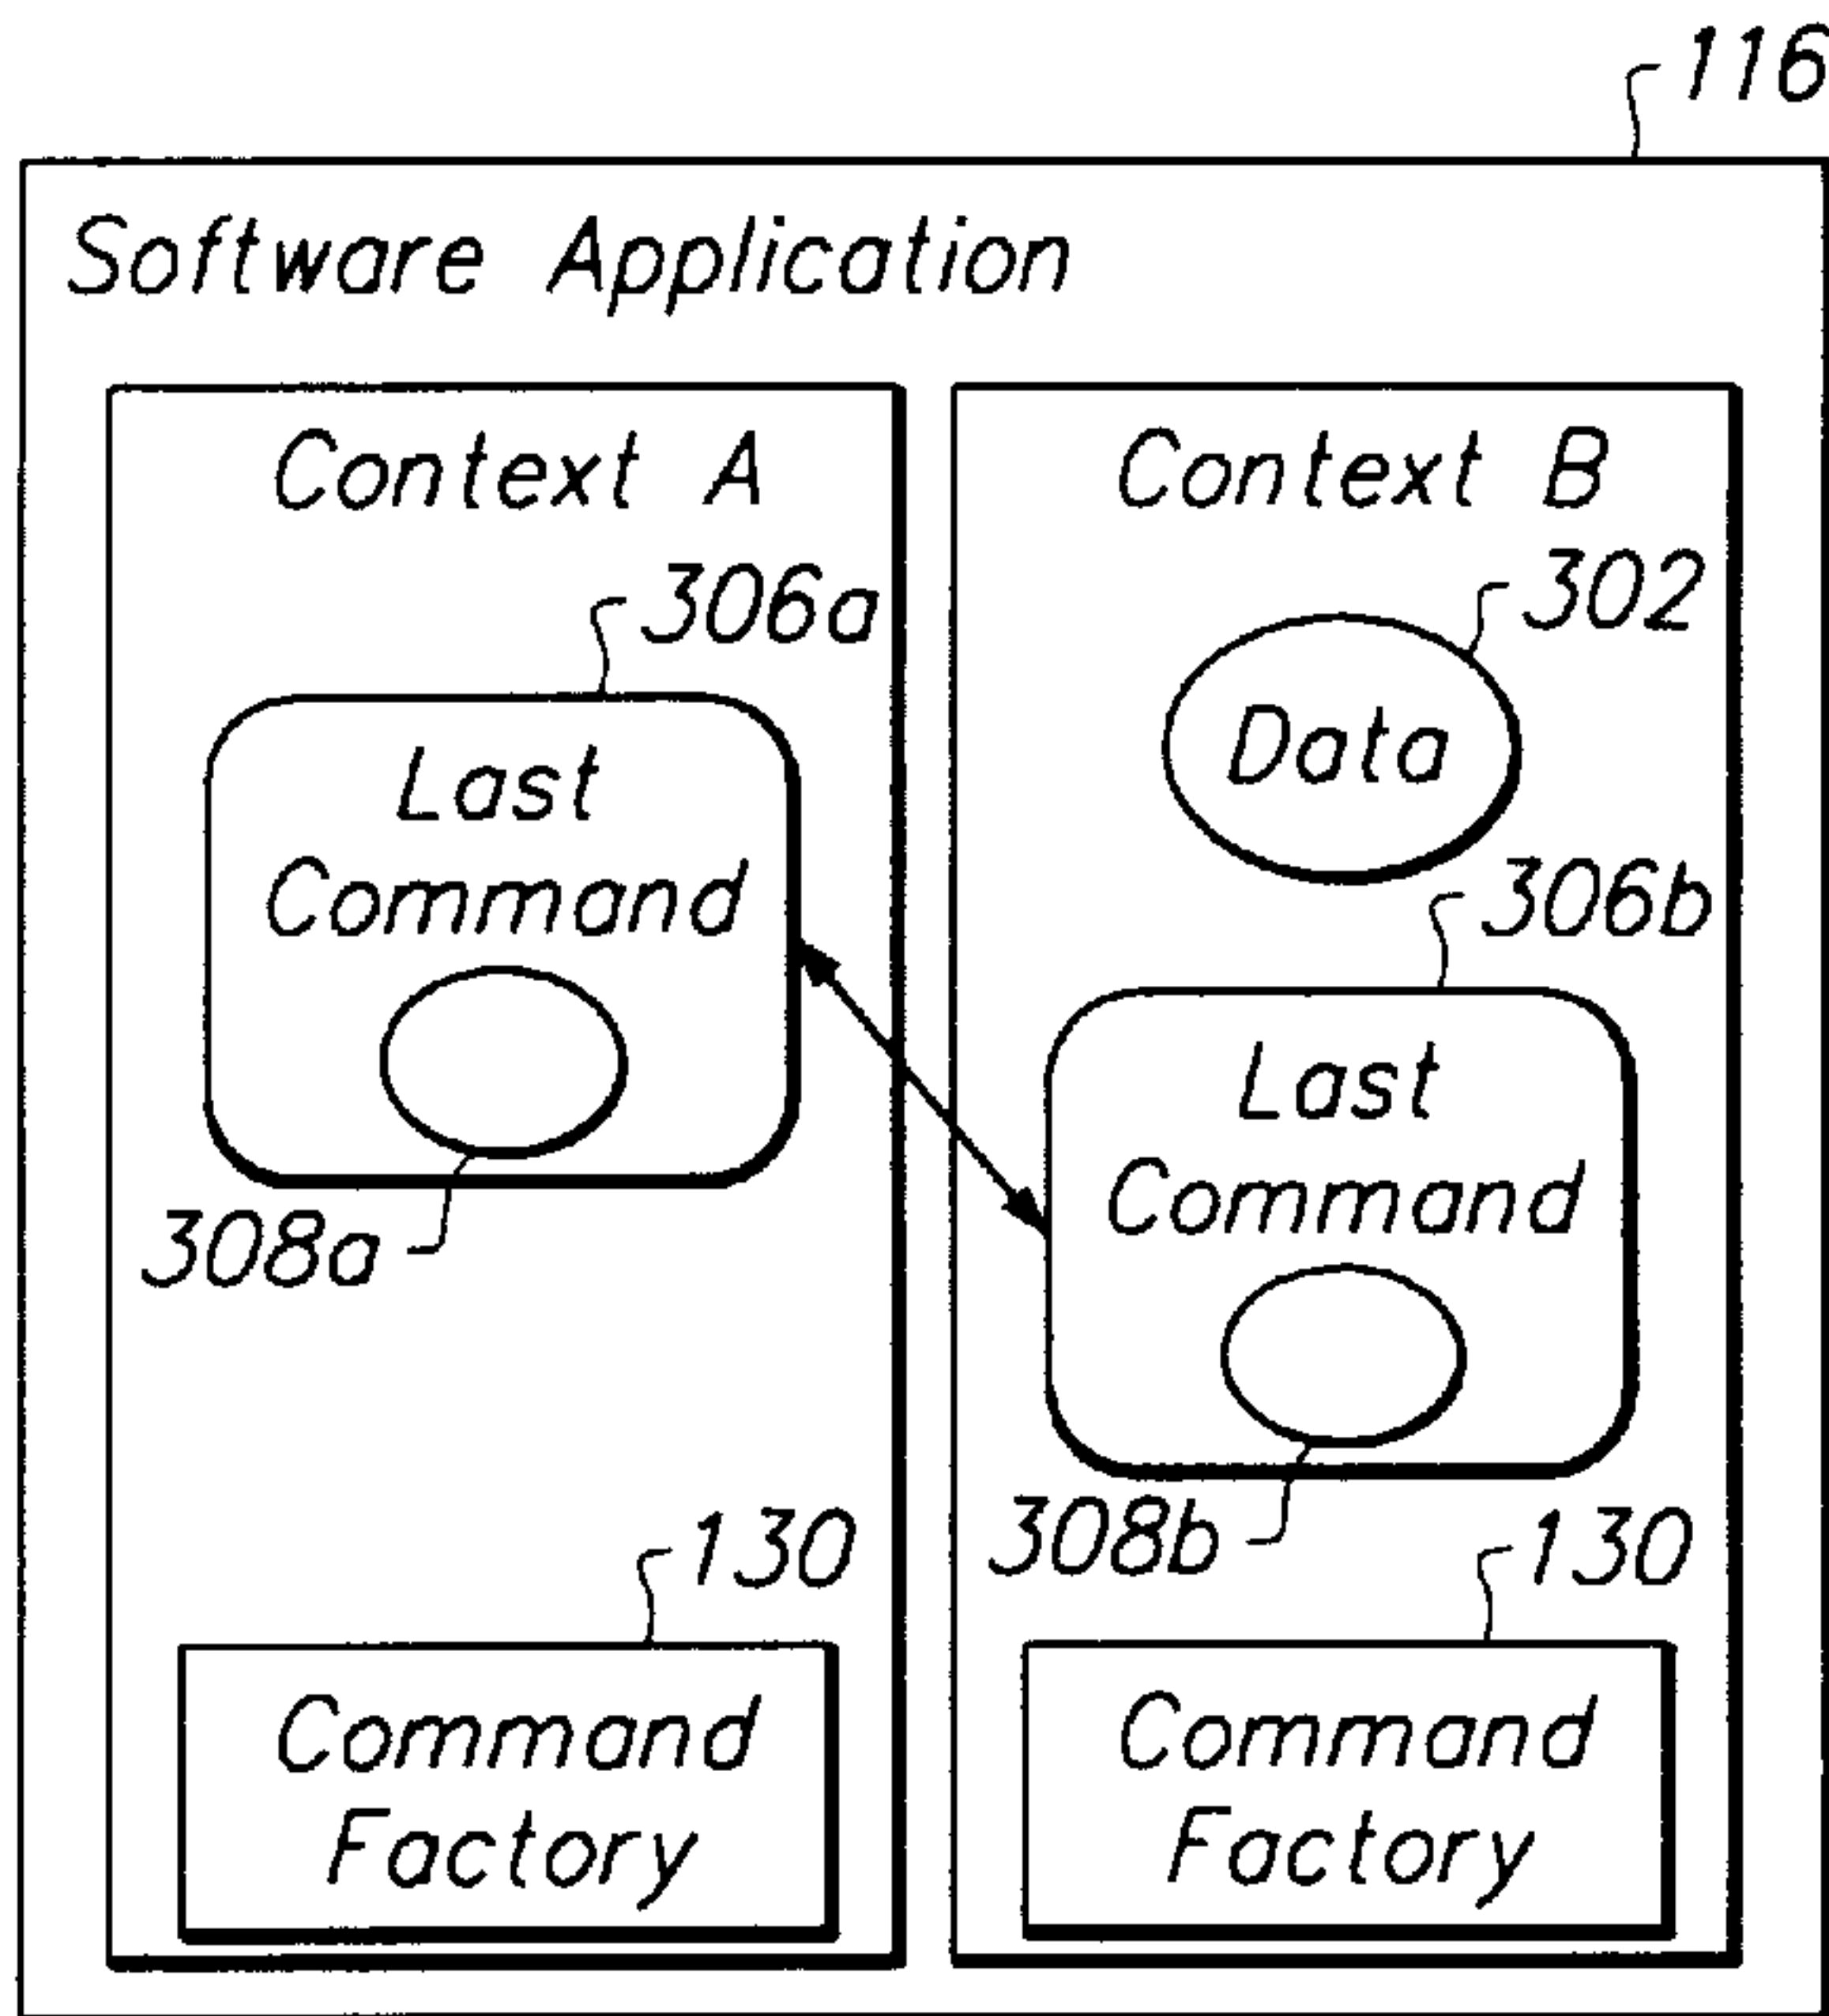 116
Software Application
Context A
306a
Last
Command
308a
130
Command
Factory
Context B
302
Data
306b
Last
Command
308b
130
Command
Factory